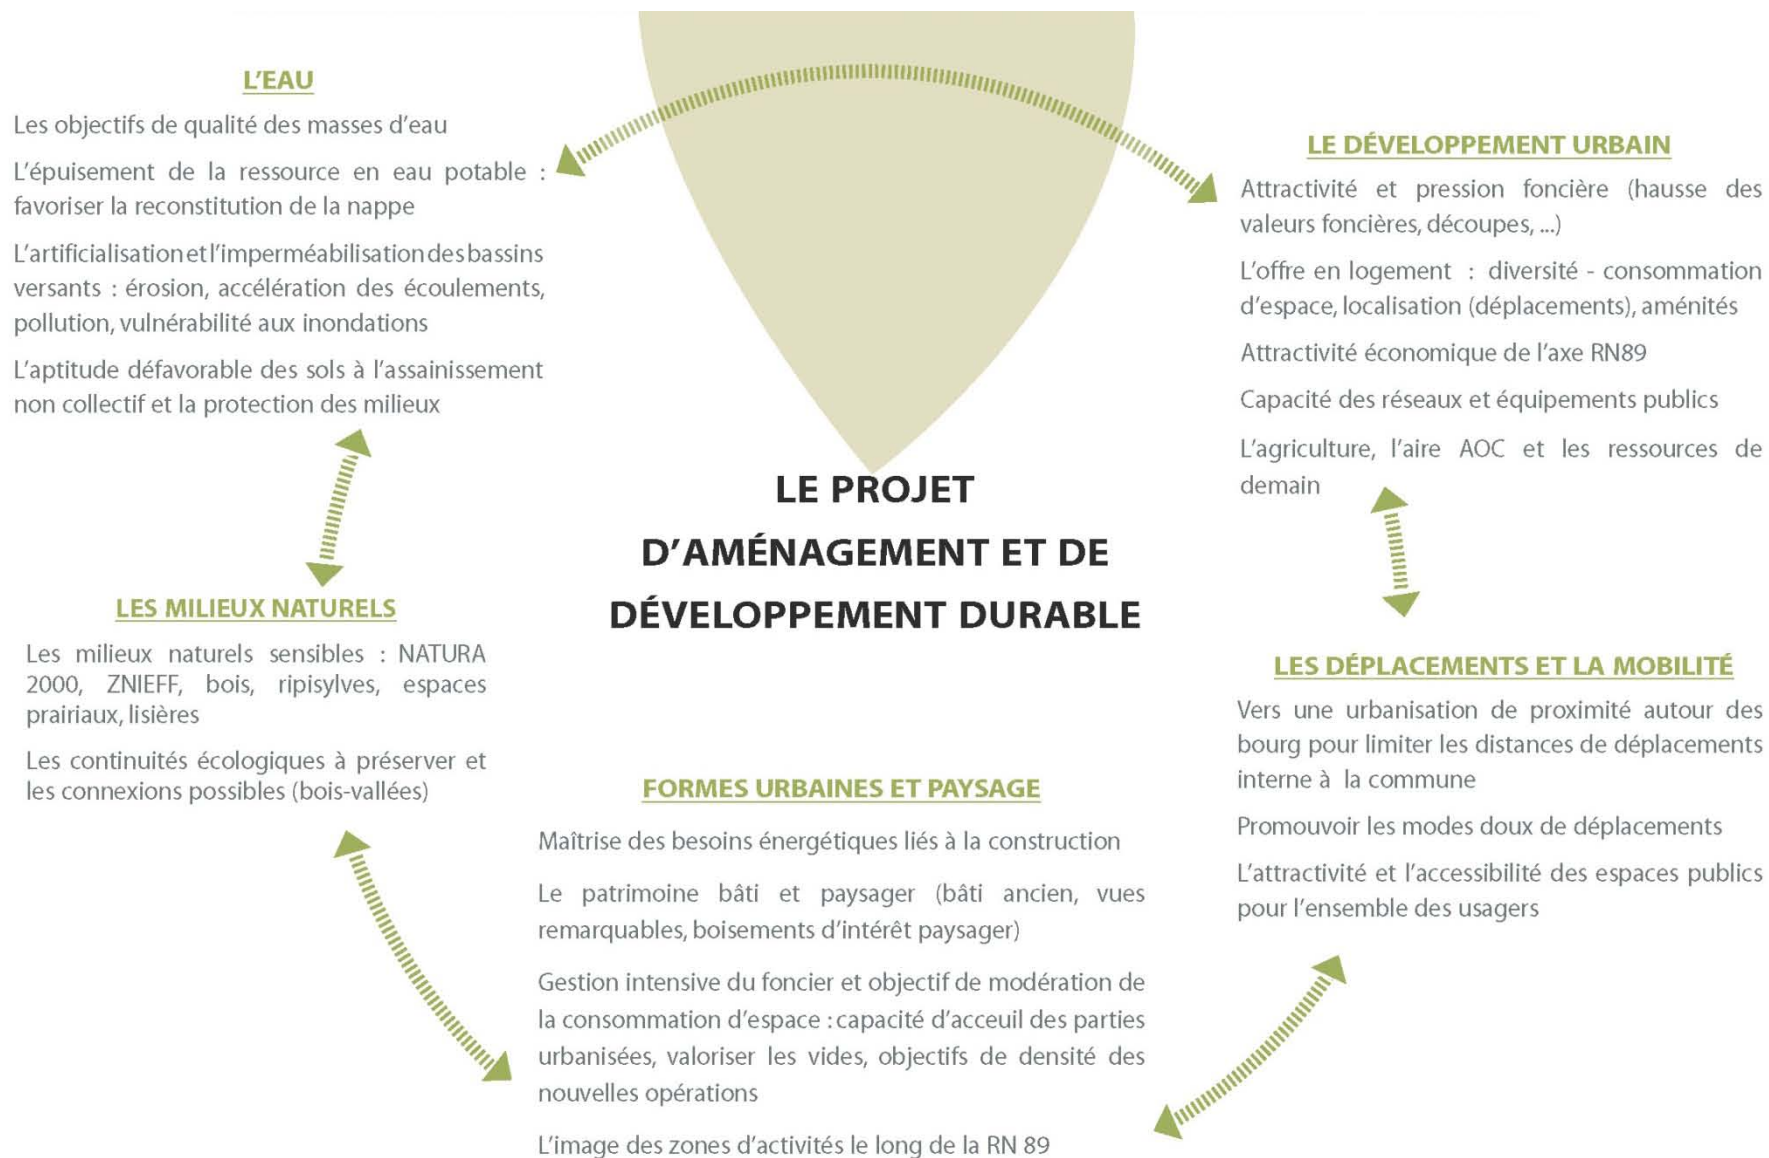 L'EAU
Les objectifs de qualité des masses d'eau
L'épuisement de la ressource en eau potable :
favoriser la reconstitution de la nappe
L'artificialisation et l'imperméabilisation des bassins
versants : érosion, accélération des écoulements,
pollution, vulnérabilité aux inondations
L'aptitude défavorable des sols à l'assainissement
non collectif et la protection des milieux
LE DÉVELOPPEMENT URBAIN
Attractivité et pression foncière (hausse des
valeurs foncières, découpes, ...)
L'offre en logement : diversité - consommation
d'espace, localisation (déplacements), aménités
Attractivité économique de l'axe RN89
Capacité des réseaux et équipements publics
L'agriculture, l'aire AOC et les ressources de
demain
LE PROJET
D'AMÉNAGEMENT ET DE
DÉVELOPPEMENT DURABLE
LES MILIEUX NATURELS
Les milieux naturels sensibles : NATURA
2000, ZNIEFF, bois, ripisylves, espaces
prairiaux, lisières
Les continuités écologiques à préserver et
les connexions possibles (bois-vallées)
FORMES URBAINES ET PAYSAGE
Maîtrise des besoins énergétiques liés à la construction
Le patrimoine bâti et paysager (bâti ancien, vues
remarquables, boisements d'intérêt paysager)
Gestion intensive du foncier et objectif de modération de
la consommation d'espace : capacité d'acceuil des parties
urbanisées, valoriser les vides, objectifs de densité des
nouvelles opérations
L'image des zones d'activités le long de la RN 89
LES DÉPLACEMENTS ET LA MOBILITÉ
Vers une urbanisation de proximité autour des
bourg pour limiter les distances de déplacements
interne à la commune
Promouvoir les modes doux de déplacements
L'attractivité et l'accessibilité des espaces publics
pour l'ensemble des usagers